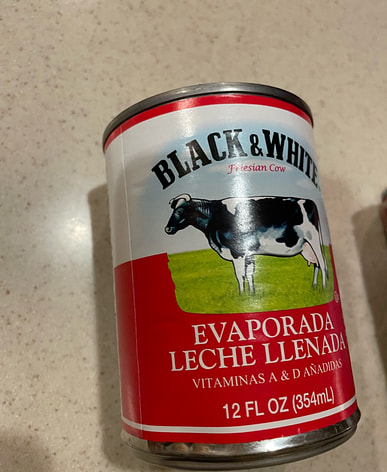 BLACK & WHITE
Friesian Cow
EVAPORADA
LECHE LLENADA
VITAMINAS A & D AÑADIDAS
12 FL OZ (354mL)